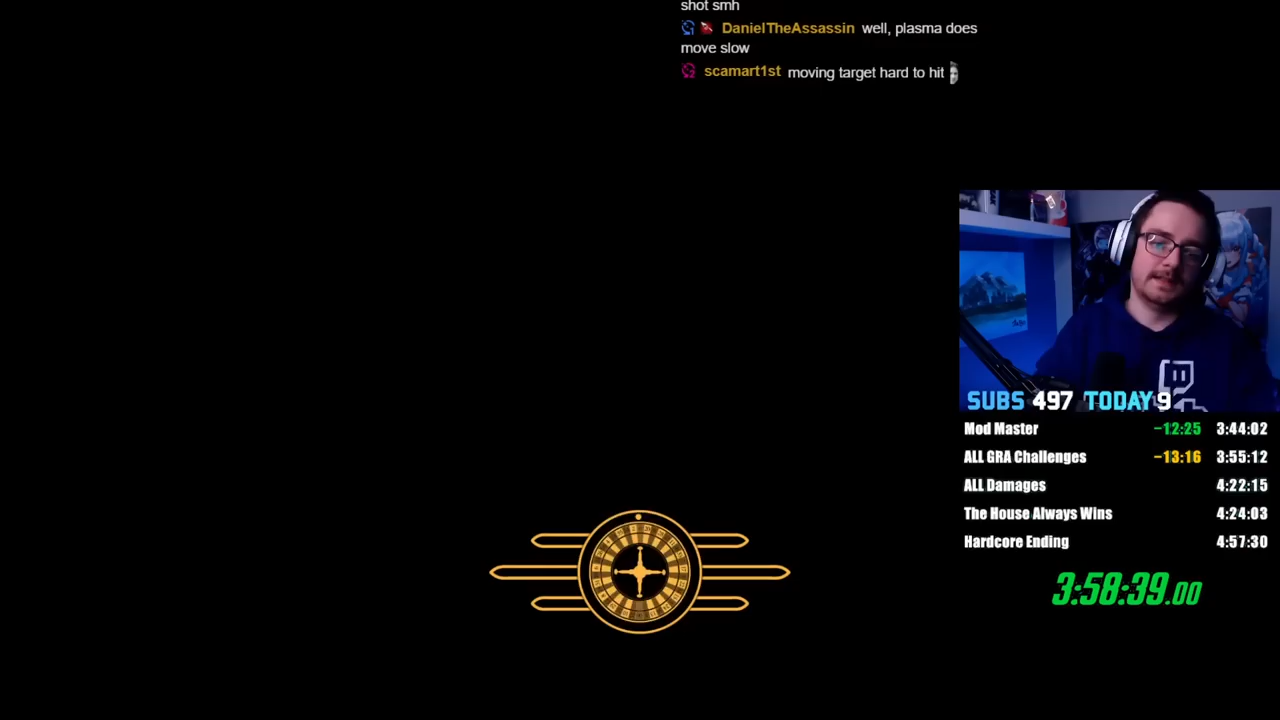 shot smh
DanielTheAssassin well, plasma does
move slow
scamart1st moving target hard to hit
SUBS 497 TODAY 9
Mod Master -12:25 3:44:02
ALL GRA Challenges -13:16 3:55:12
ALL Damages 4:22:15
The House Always Wins 4:24:03
Hardcore Ending 4:57:30
3:58:39.00